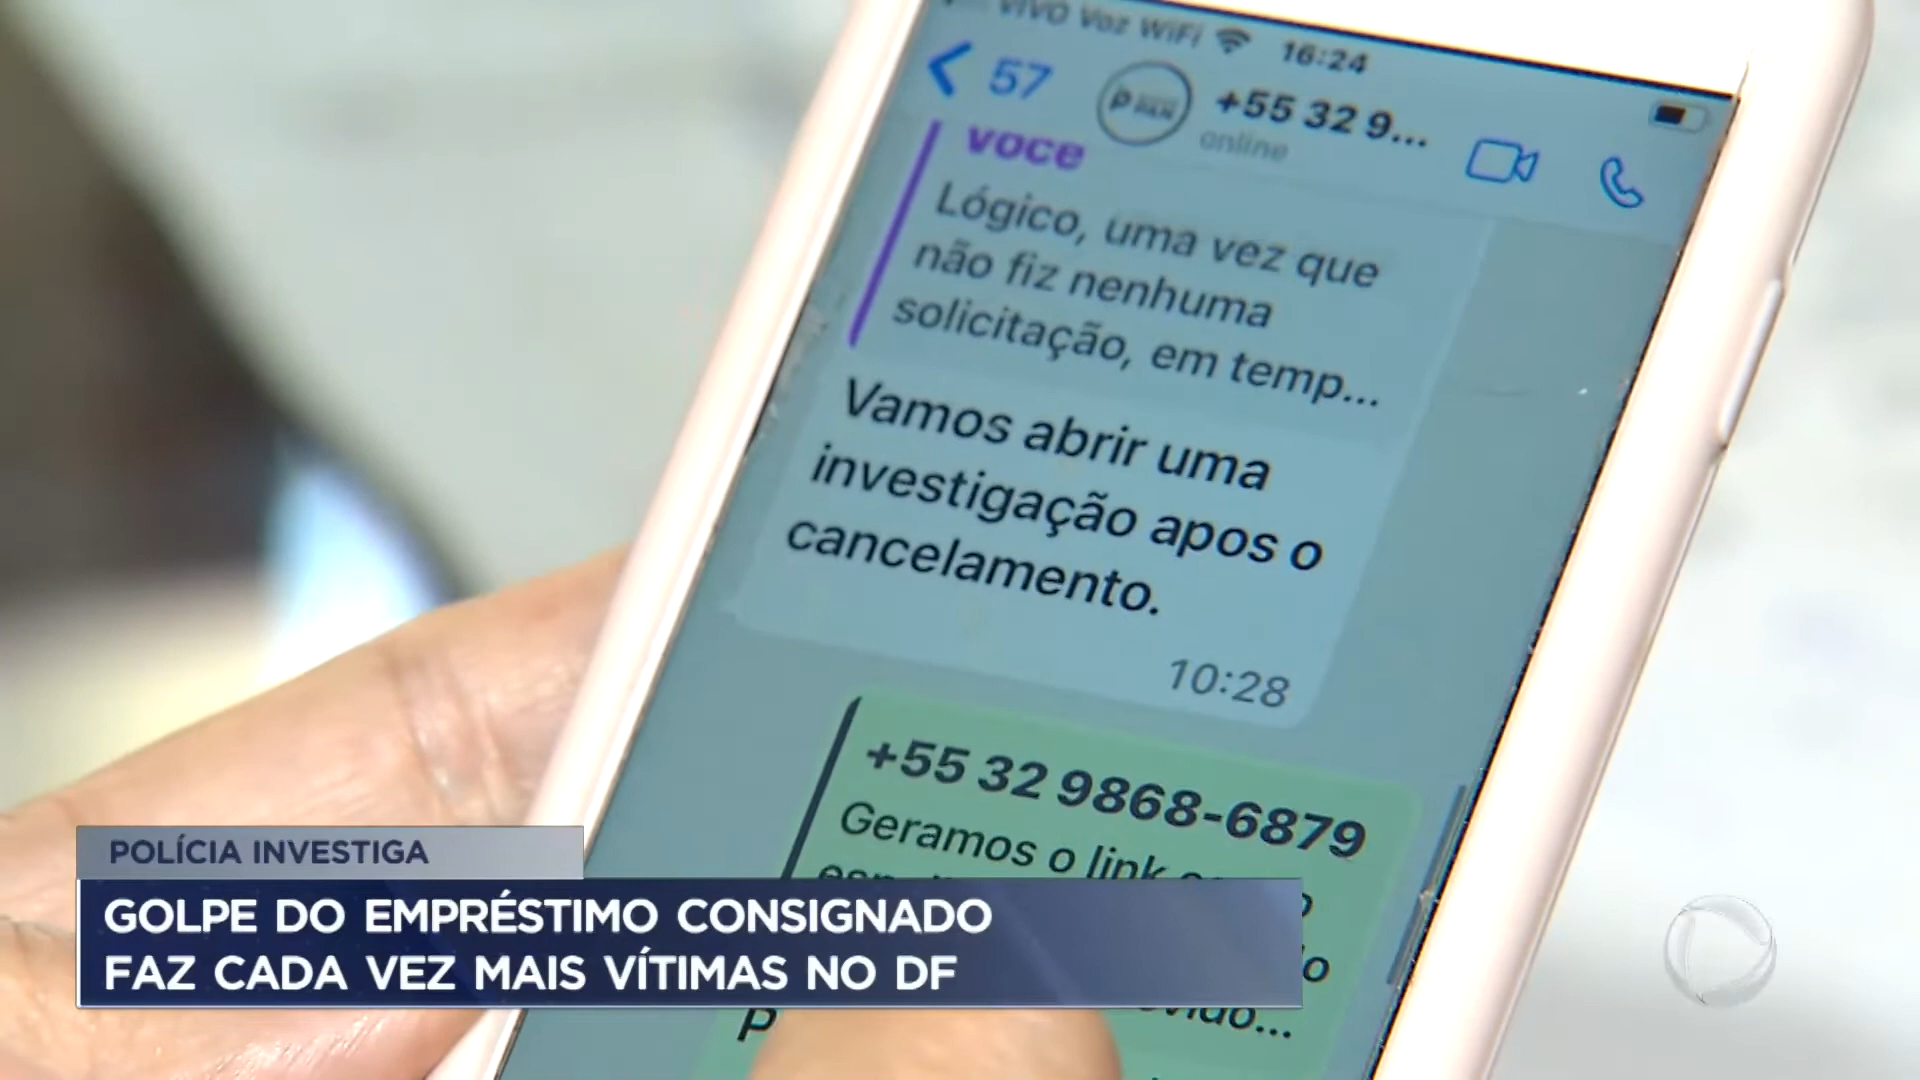 VIVO Voz WiFi 16:24
57
PAN
+55 32 9...
online
voce
Lógico, uma vez que
não fiz nenhuma
solicitação, em temp...
Vamos abrir uma
investigação apos o
cancelamento.
10:28
+55 32 9868-6879
Geramos o link
POLÍCIA INVESTIGA
GOLPE DO EMPRÉSTIMO CONSIGNADO
FAZ CADA VEZ MAIS VÍTIMAS NO DF